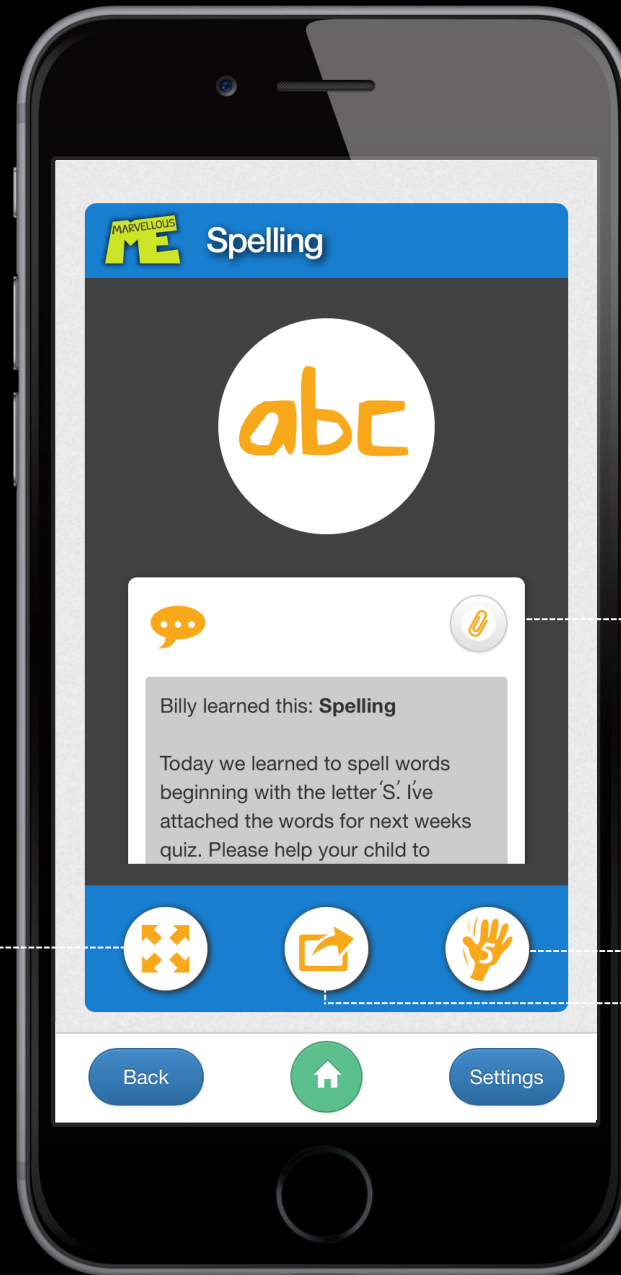 MARVELLOUS
ME
Spelling
abc
Billy learned this: Spelling
Today we learned to spell words
beginning with the letter ‘S’. I’ve
attached the words for next weeks
quiz. Please help your child to
5
Back
Settings